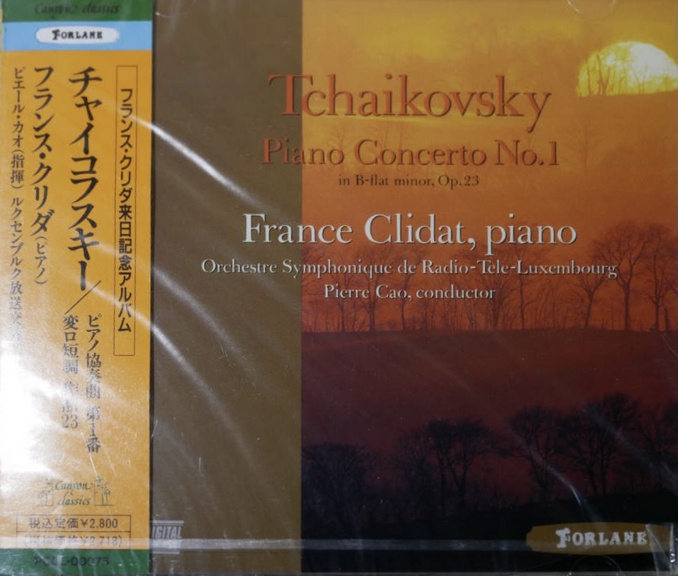 Canyon classics
FORLANE
フランス・クリダ来日記念アルバム
チャイコフスキー/ピアノ協奏曲 第1番
変ロ短調 作品23
フランス・クリダ(ピアノ)
ピエール・カオ(指揮) ルクセンブルク放送
Canyon
classics
税込定価¥2,800
Tchaikovsky
Piano Concerto No.1
in B-flat minor, Op.23
France Clidat, piano
Orchestre Symphonique de Radio-Tele-Luxembourg
Pierre Cao, conductor
DIGITAL
FORLANE